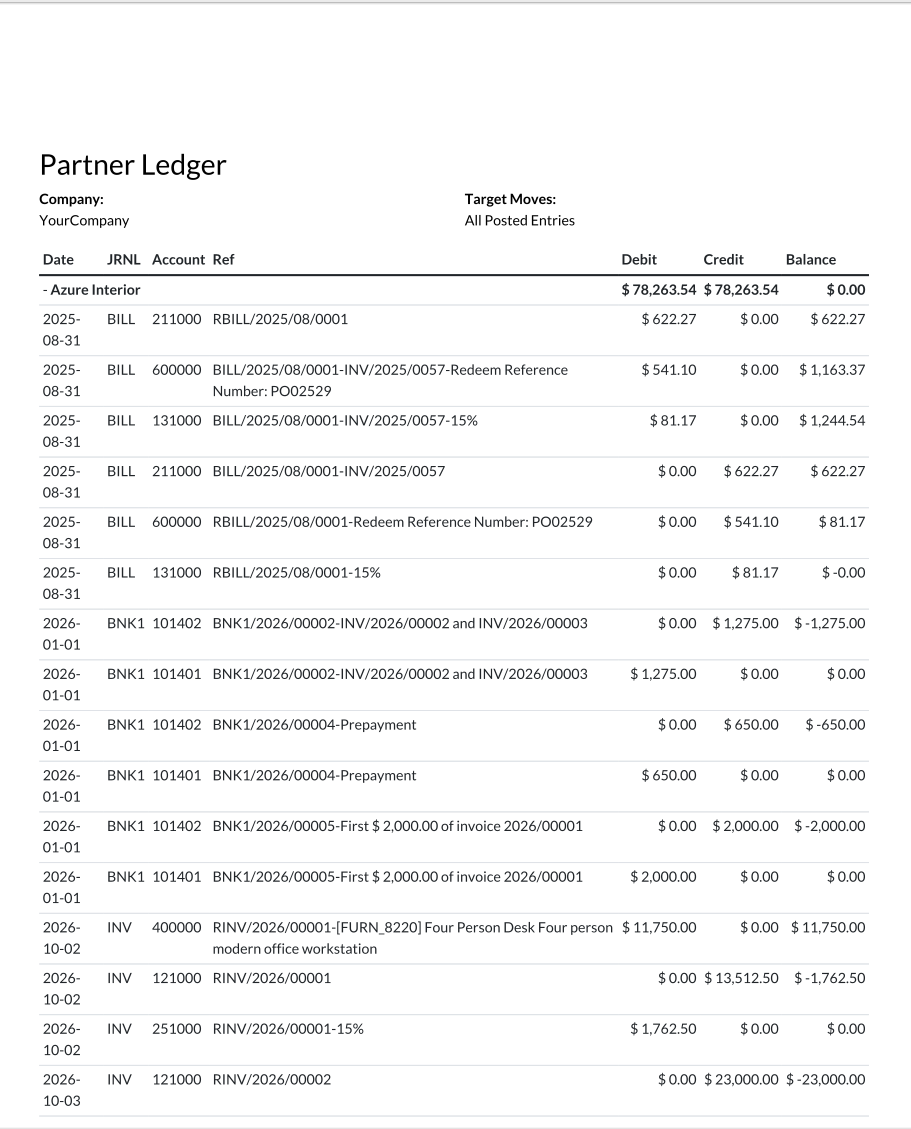 Partner Ledger
Company: Target Moves:
YourCompany All Posted Entries
Date JRNL Account Ref Debit Credit Balance
- Azure Interior $ 78,263.54 $ 78,263.54 $ 0.00
2025- BILL 211000 RBILL/2025/08/0001 $ 622.27 $ 0.00 $ 622.27
08-31
2025- BILL 600000 BILL/2025/08/0001-INV/2025/0057-Redeem Reference $ 541.10 $ 0.00 $ 1,163.37
08-31 Number: PO02529
2025- BILL 131000 BILL/2025/08/0001-INV/2025/0057-15% $ 81.17 $ 0.00 $ 1,244.54
08-31
2025- BILL 211000 BILL/2025/08/0001-INV/2025/0057 $ 0.00 $ 622.27 $ 622.27
08-31
2025- BILL 600000 RBILL/2025/08/0001-Redeem Reference Number: PO02529 $ 0.00 $ 541.10 $ 81.17
08-31
2025- BILL 131000 RBILL/2025/08/0001-15% $ 0.00 $ 81.17 $ -0.00
08-31
2026- BNK1 101402 BNK1/2026/00002-INV/2026/00002 and INV/2026/00003 $ 0.00 $ 1,275.00 $ -1,275.00
01-01
2026- BNK1 101401 BNK1/2026/00002-INV/2026/00002 and INV/2026/00003 $ 1,275.00 $ 0.00 $ 0.00
01-01
2026- BNK1 101402 BNK1/2026/00004-Prepayment $ 0.00 $ 650.00 $ -650.00
01-01
2026- BNK1 101401 BNK1/2026/00004-Prepayment $ 650.00 $ 0.00 $ 0.00
01-01
2026- BNK1 101402 BNK1/2026/00005-First $ 2,000.00 of invoice 2026/00001 $ 0.00 $ 2,000.00 $ -2,000.00
01-01
2026- BNK1 101401 BNK1/2026/00005-First $ 2,000.00 of invoice 2026/00001 $ 2,000.00 $ 0.00 $ 0.00
01-01
2026- INV 400000 RINV/2026/00001-[FURN_8220] Four Person Desk Four person $ 11,750.00 $ 0.00 $ 11,750.00
10-02 modern office workstation
2026- INV 121000 RINV/2026/00001 $ 0.00 $ 13,512.50 $ -1,762.50
10-02
2026- INV 251000 RINV/2026/00001-15% $ 1,762.50 $ 0.00 $ 0.00
10-02
2026- INV 121000 RINV/2026/00002 $ 0.00 $ 23,000.00 $ -23,000.00
10-03